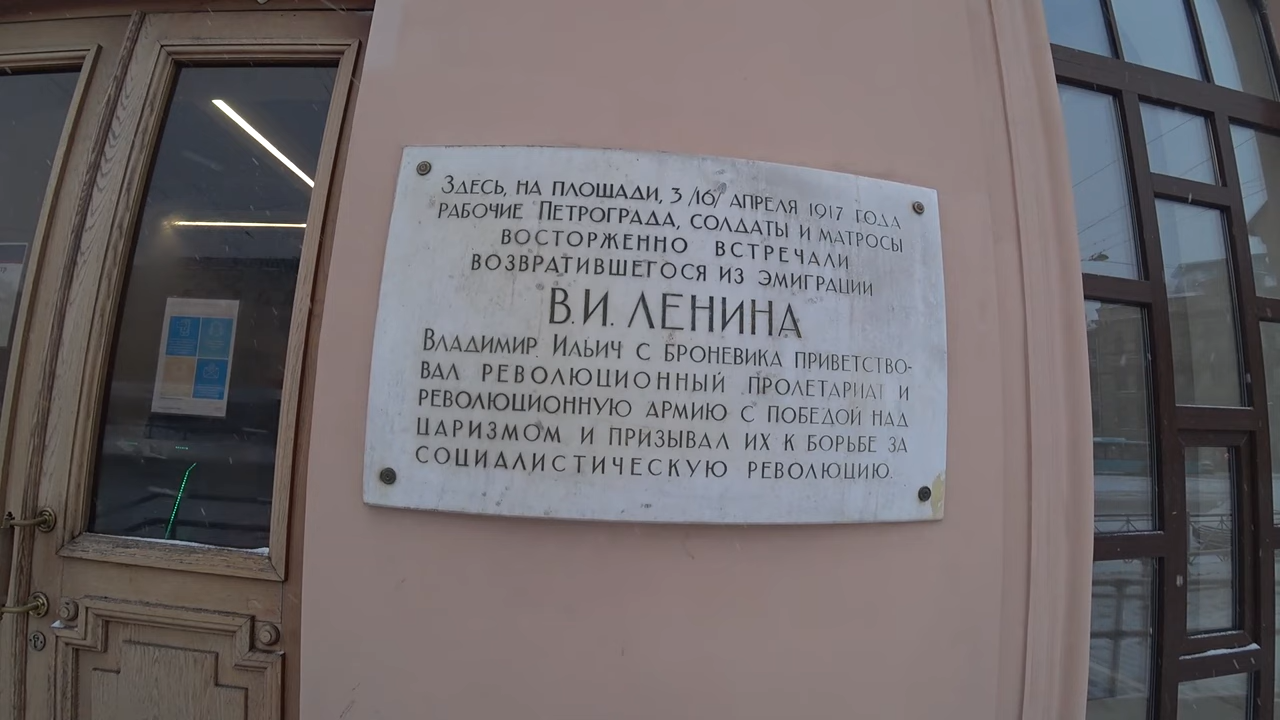 Здесь, на площади, 3 /16/ апреля 1917 года
рабочие Петрограда, солдаты и матросы
восторженно встречали
возвратившегося из эмиграции
В.И. ЛЕНИНА
Владимир Ильич с броневика приветство-
вал революционный пролетариат и
революционную армию с победой над
царизмом и призывал их к борьбе за
социалистическую революцию.